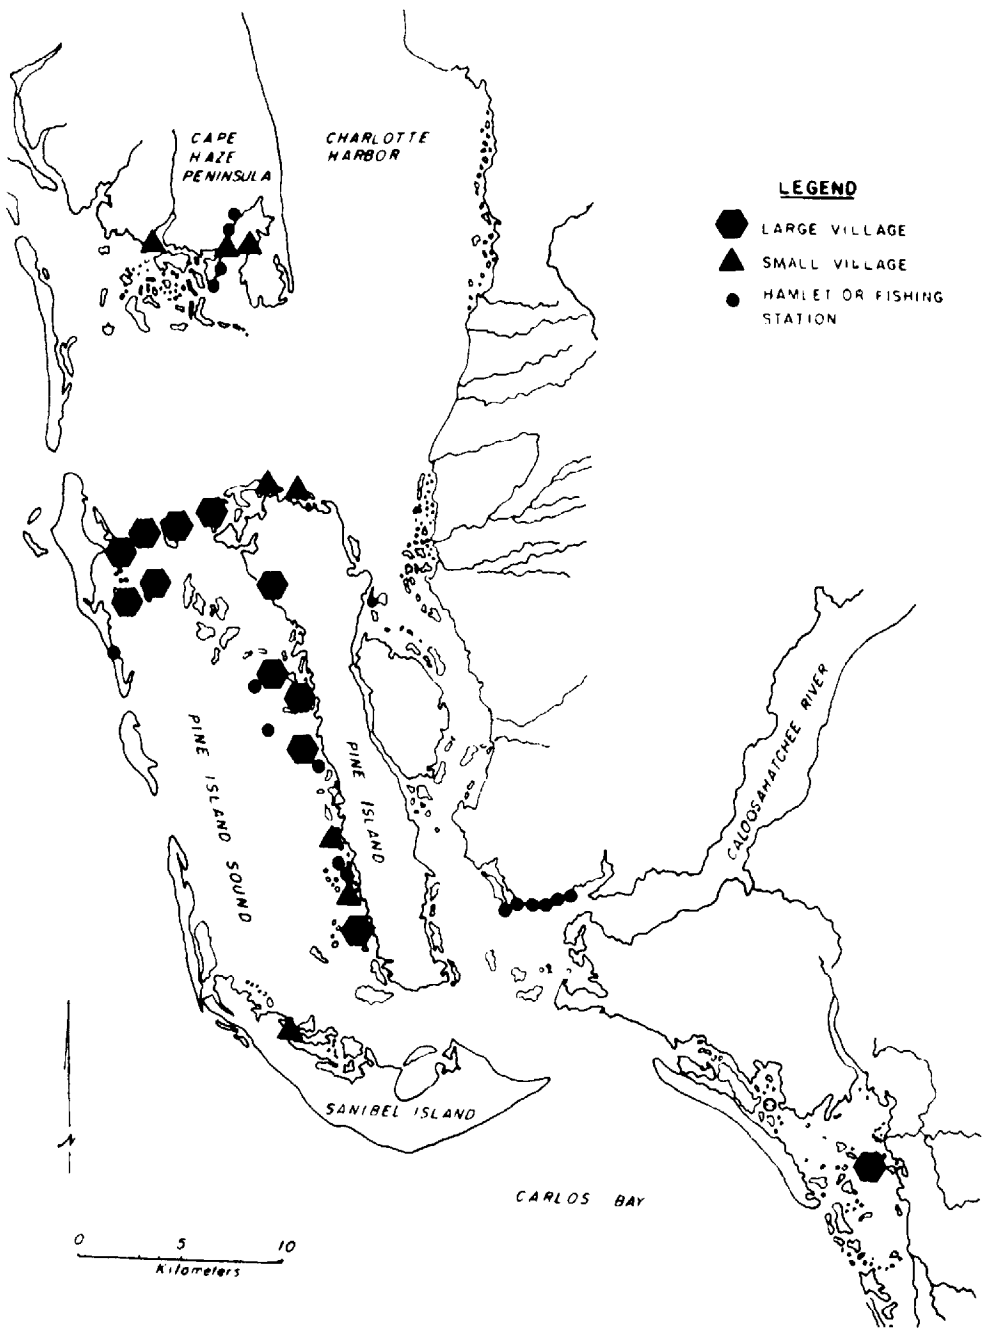 CAPE
HAZE
PENINSULA
CHARLOTTE
HARBOR
LEGEND
LARGE VILLAGE
SMALL VILLAGE
HAMLET OR FISHING
STATION
PINE ISLAND SOUND
PINE ISLAND
CALOOSAHATCHEE RIVER
SANIBEL ISLAND
CARLOS BAY
N
0 5 10
Kilometers